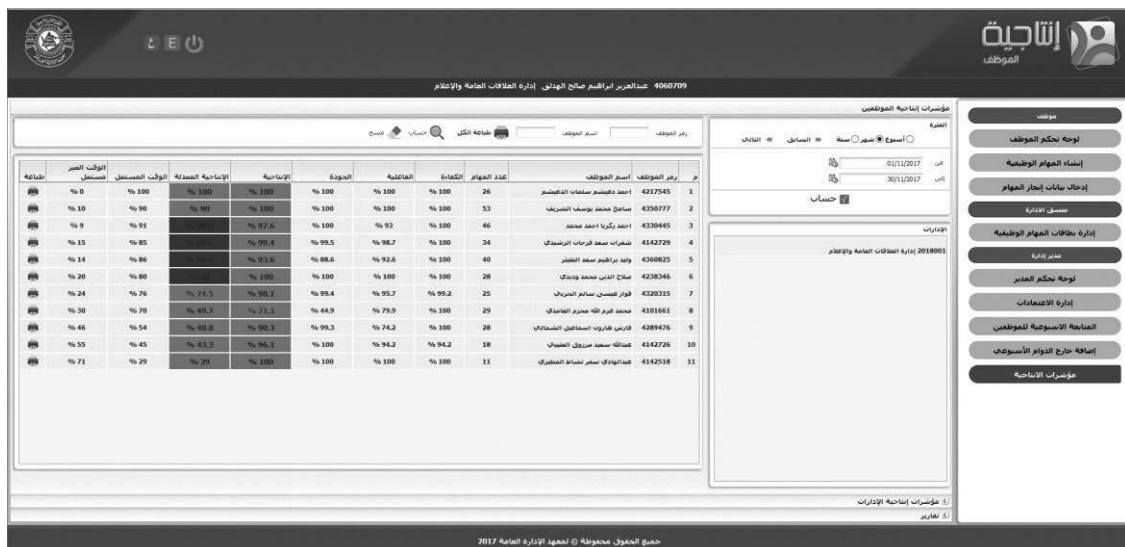 إنتاجية
الموظف
ع E
4060709 عبدالعزيز ابراهيم صالح الهدلق إدارة العلاقات العامة والإعلام
موظف
لوحة تحكم الموظف
إنشاء المهام الوظيفية
إدخال بيانات إنجاز المهام
منسق الادارة
إدارة بطاقات المهام الوظيفية
مدير إدارة
لوحة تحكم المدير
إدارة الاعتمادات
المتابعة الاسبوعية للموظفين
إضافة خارج الدوام الأسبوعي
مؤشرات الانتاجية
مؤشرات إنتاجية الموظفين
الفترة
أسبوع شهر سنة السابق التالي
من 01/11/2017
إلى 30/11/2017
حساب
الإدارات
2018001 إدارة العلاقات العامة والإعلام
رمز الموظف اسم الموظف طباعة الكل حساب مسح
م رمز الموظف اسم الموظف عدد المهام الكفاءة الفاعلية الجودة الإنتاجية الإنتاجية المعدلة الوقت المستغل الوقت الغير مستغل طباعة
1 4217545 احمد دغيشم سلمان الدغيشم 26 % 100 % 100 % 100 % 100 % 100 % 100 % 0
2 4350777 سامح محمد يوسف الشريف 53 % 100 % 100 % 100 % 100 % 90 % 90 % 10
3 4330445 احمد زكريا احمد محمد 46 % 100 % 93 % 100 % 97.6 % 91 % 9
4 4142729 شقران سعد فرحان الرشيدي 34 % 100 % 98.7 % 99.5 % 99.4 % 85 % 15
5 4360825 وليد براهيم سعد 40 % 100 % 92.6 % 88.6 % 93.6 % 86 % 14
6 4238346 صلاح الدين محمد وديدي 28 % 100 % 100 % 100 % 100 % 80 % 20
7 4320315 فواز عيسى سالم الحربي 25 % 99.2 % 95.7 % 99.4 % 98.1 % 74.5 % 76 % 24
8 4101661 محمد غرم الله محرم الغامدي 29 % 100 % 79.9 % 44.9 % 71.1 % 49.7 % 70 % 30
9 4289476 فارس هارون اسماعيل الشمالي 28 % 100 % 74.2 % 99.3 % 90.3 % 48.8 % 54 % 46
10 4142726 عبدالله سعيد مرزوق العتيبي 18 % 94.2 % 94.2 % 100 % 96.1 % 43.3 % 45 % 55
11 4142518 عبدالهادي سفر نشاط المطيري 11 % 100 % 100 % 100 % 100 % 29 % 29 % 71
مؤشرات إنتاجية الإدارات
تقارير
جميع الحقوق محفوظة © لمعهد الإدارة العامة 2017